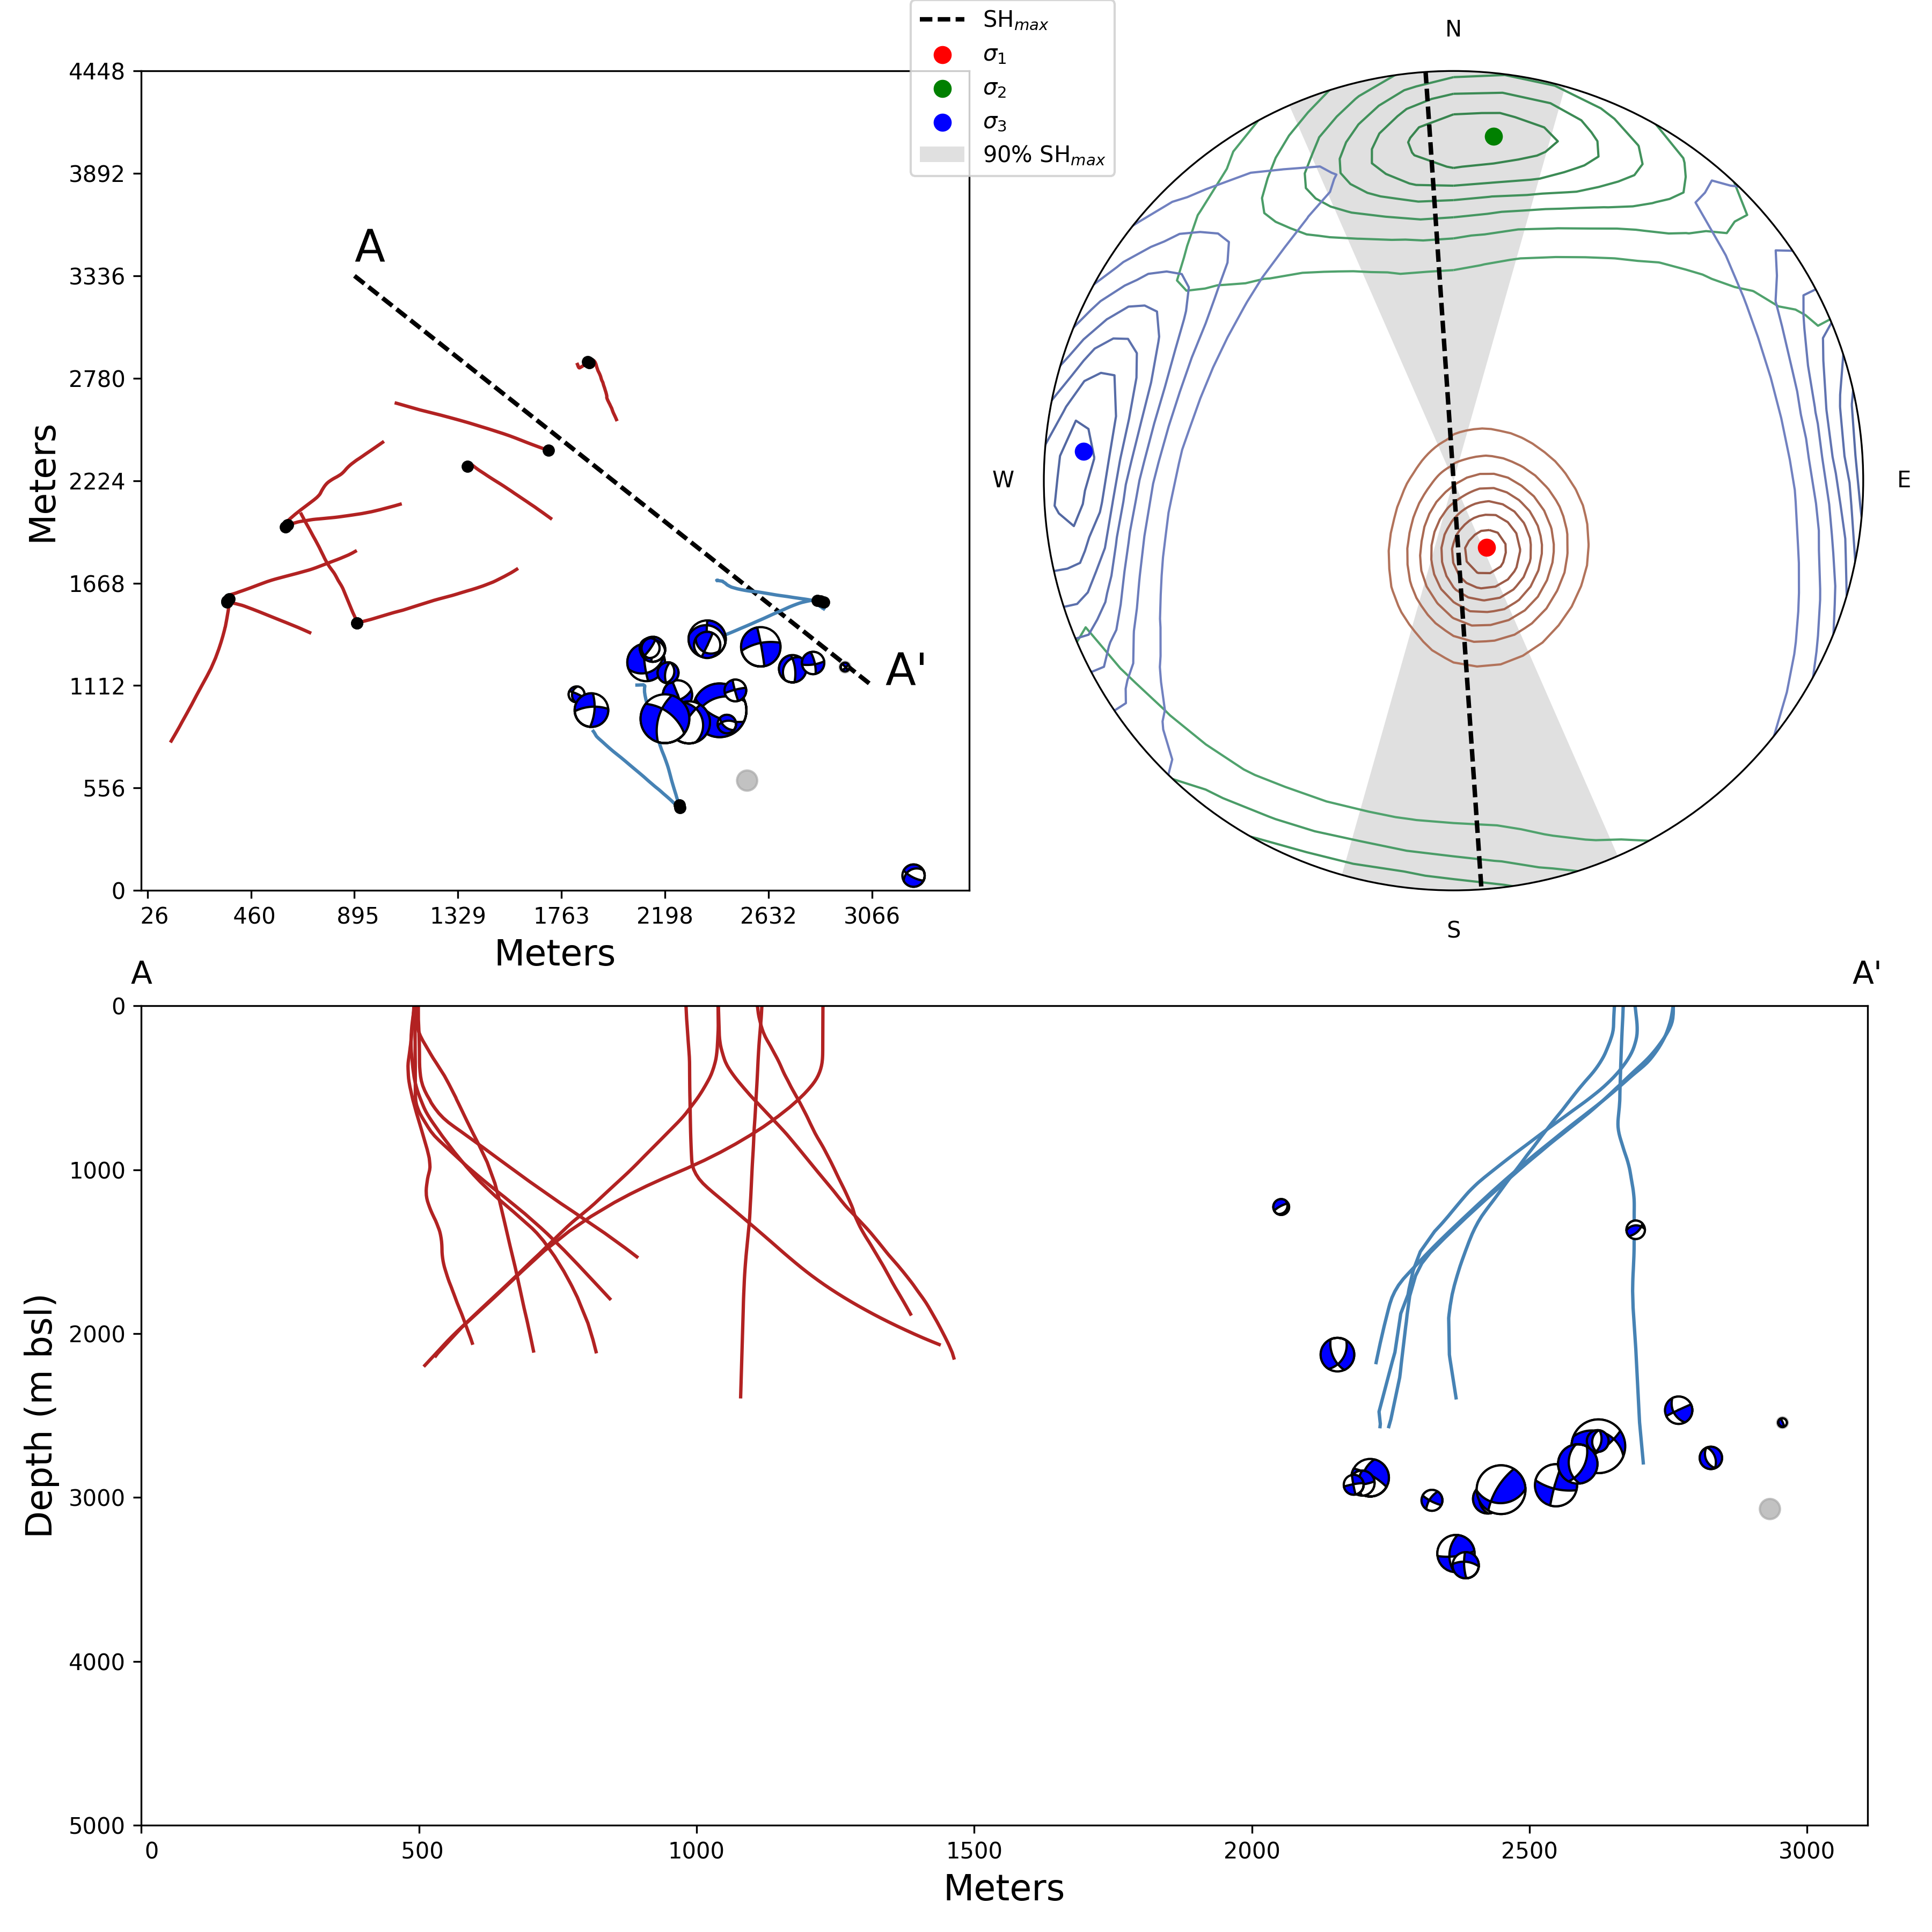 SHmax
σ1
σ2
σ3
90% SHmax
N
W
E
S
4448
3892
3336
2780
2224
1668
1112
556
0
Meters
A
A'
26 460 895 1329 1763 2198 2632 3066
Meters
A A'
0
1000
2000
3000
4000
5000
Depth (m bsl)
0 500 1000 1500 2000 2500 3000
Meters